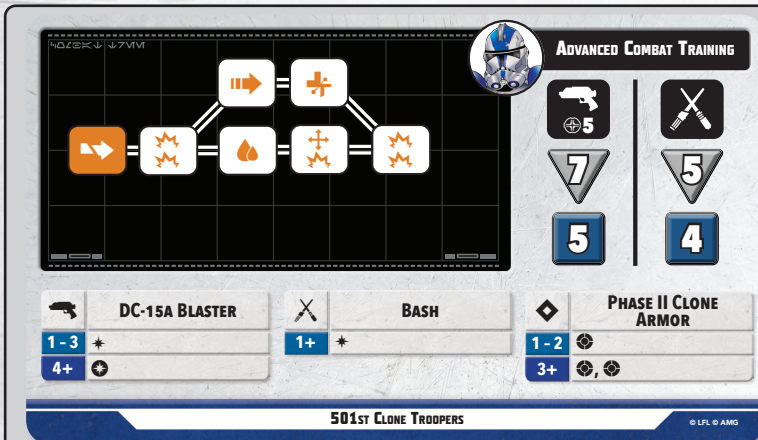 ADVANCED COMBAT TRAINING
5
7 5
5 4
DC-15A BLASTER
1 - 3
4+
BASH
1+
PHASE II CLONE
ARMOR
1 - 2
3+ ,
501ST CLONE TROOPERS
© LFL © AMG